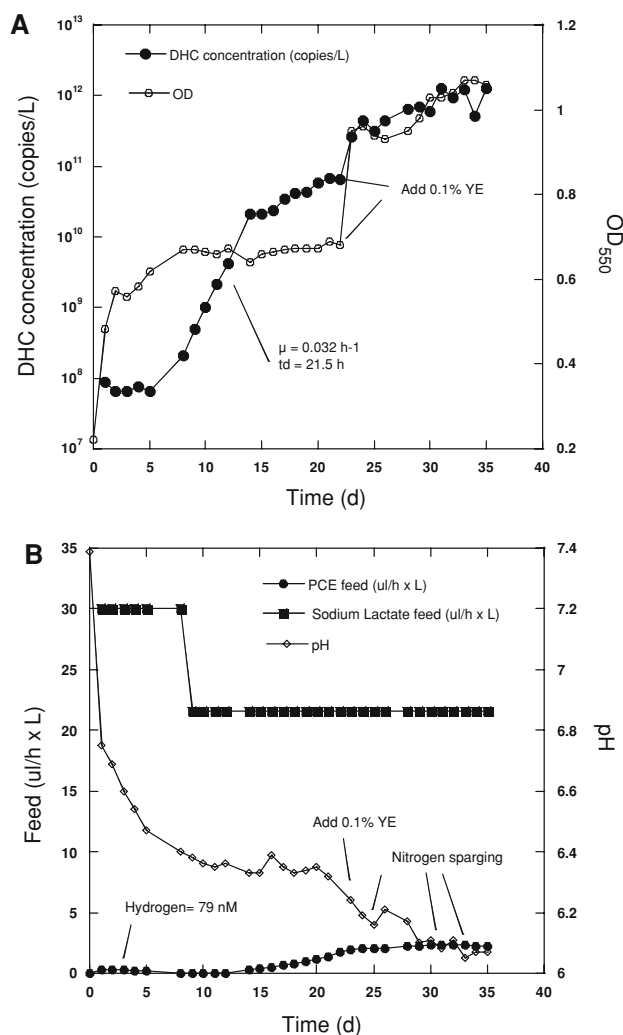 A
DHC concentration (copies/L)
OD
10^13
10^12
10^11
10^10
10^9
10^8
10^7
1.2
1
0.8
0.6
0.4
0.2
DHC concentration (copies/L)
OD550
Add 0.1% YE
µ = 0.032 h-1
td = 21.5 h
0 5 10 15 20 25 30 35 40
Time (d)
B
PCE feed (ul/h x L)
Sodium Lactate feed (ul/h x L)
pH
35
30
25
20
15
10
5
0
7.4
7.2
7
6.8
6.6
6.4
6.2
6
Feed (ul/h x L)
pH
Add 0.1% YE
Nitrogen sparging
Hydrogen= 79 nM
0 5 10 15 20 25 30 35 40
Time (d)